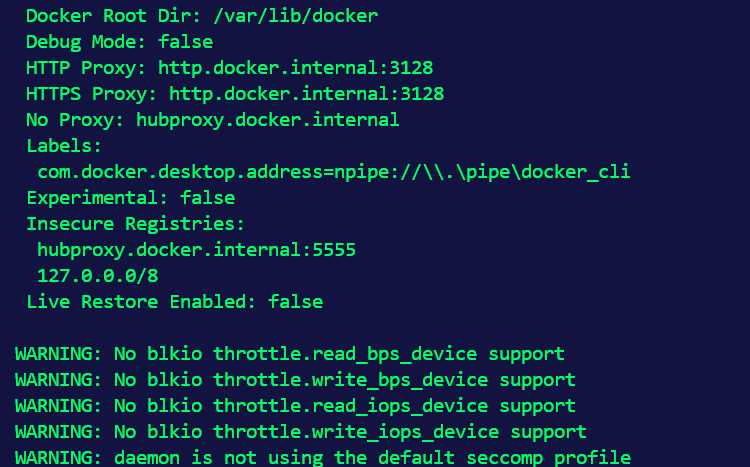 Docker Root Dir: /var/lib/docker
Debug Mode: false
HTTP Proxy: http.docker.internal:3128
HTTPS Proxy: http.docker.internal:3128
No Proxy: hubproxy.docker.internal
Labels:
com.docker.desktop.address=npipe://\\.\pipe\docker_cli
Experimental: false
Insecure Registries:
hubproxy.docker.internal:5555
127.0.0.0/8
Live Restore Enabled: false
WARNING: No blkio throttle.read_bps_device support
WARNING: No blkio throttle.write_bps_device support
WARNING: No blkio throttle.read_iops_device support
WARNING: No blkio throttle.write_iops_device support
WARNING: daemon is not using the default seccomp profile